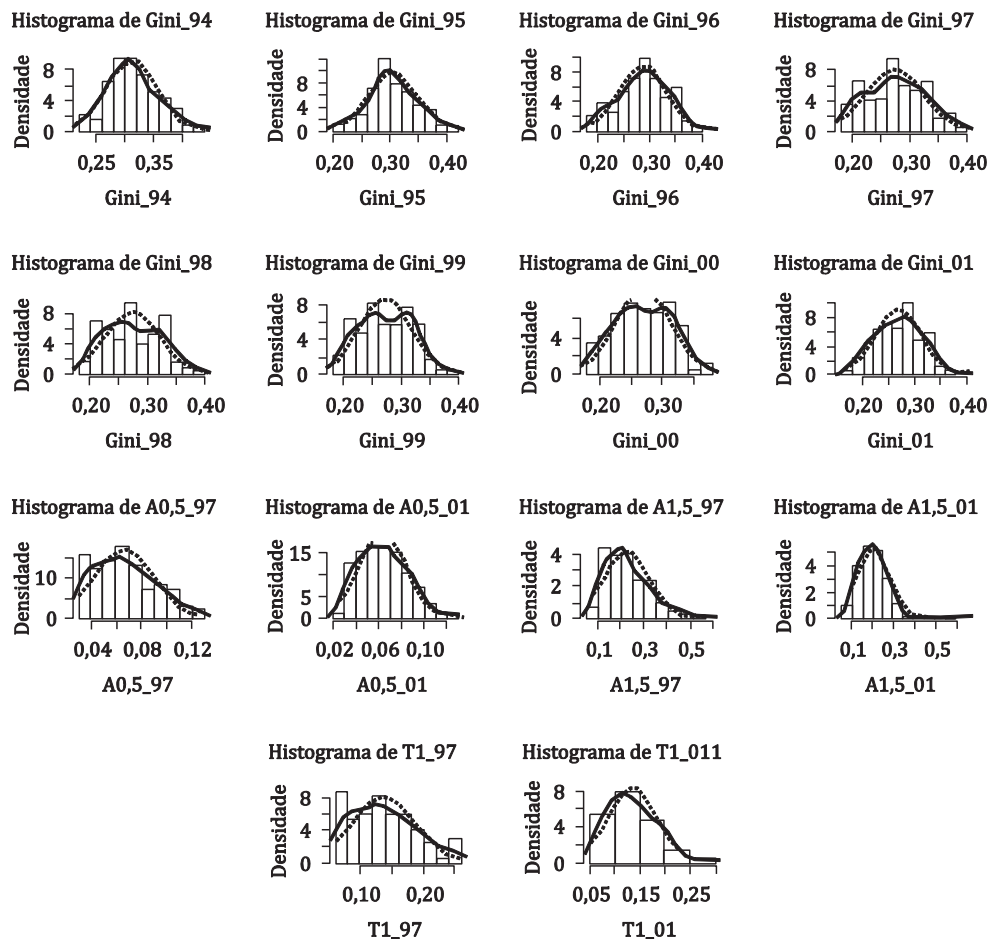 Histograma de Gini_94
Densidade
8
4
0
0,25 0,35
Gini_94
Histograma de Gini_95
Densidade
8
4
0
0,20 0,30 0,40
Gini_95
Histograma de Gini_96
Densidade
8
4
0
0,20 0,30 0,40
Gini_96
Histograma de Gini_97
Densidade
8
4
0
0,20 0,30 0,40
Gini_97
Histograma de Gini_98
Densidade
8
4
0
0,20 0,30 0,40
Gini_98
Histograma de Gini_99
Densidade
8
4
0
0,20 0,30 0,40
Gini_99
Histograma de Gini_00
Densidade
4
0
0,20 0,30
Gini_00
Histograma de Gini_01
Densidade
8
4
0
0,20 0,30 0,40
Gini_01
Histograma de A0,5_97
Densidade
10
0
0,04 0,08 0,12
A0,5_97
Histograma de A0,5_01
Densidade
15
5
0
0,02 0,06 0,10
A0,5_01
Histograma de A1,5_97
Densidade
4
2
0
0,1 0,3 0,5
A1,5_97
Histograma de A1,5_01
Densidade
4
2
0
0,1 0,3 0,5
A1,5_01
Histograma de T1_97
Densidade
8
4
0
0,10 0,20
T1_97
Histograma de T1_011
Densidade
8
4
0
0,05 0,15 0,25
T1_01